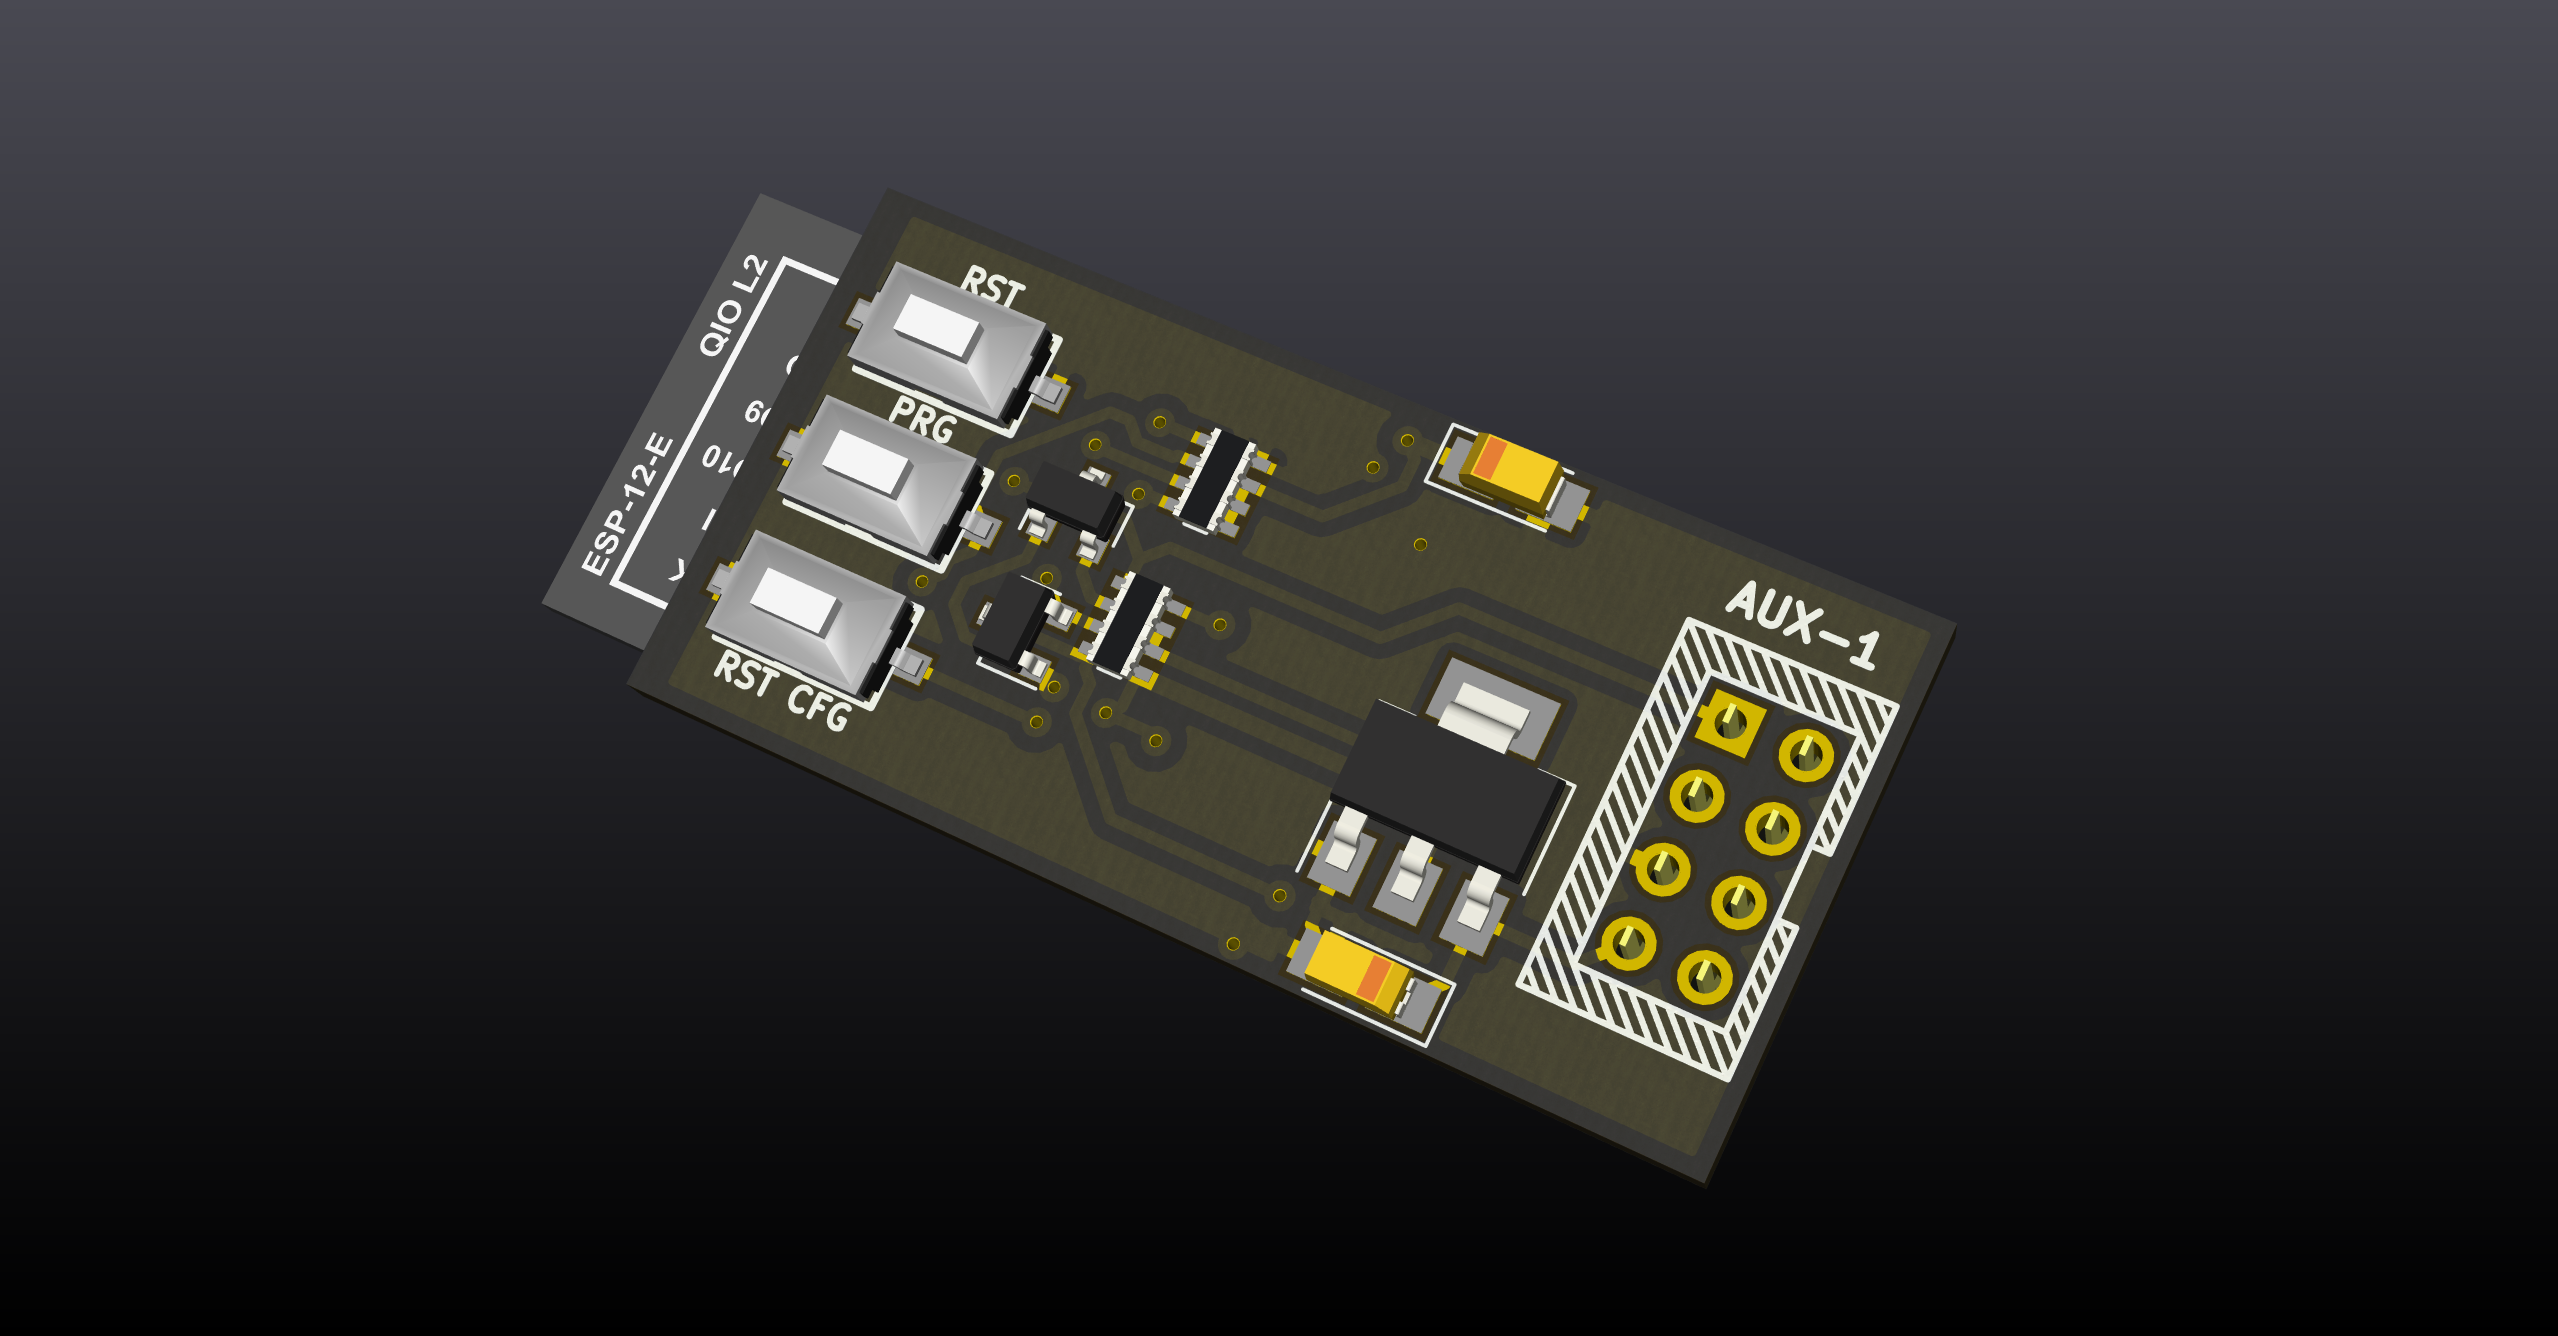 QIO L2
ESP-12-E
RST
PRG
RST CFG
AUX-1